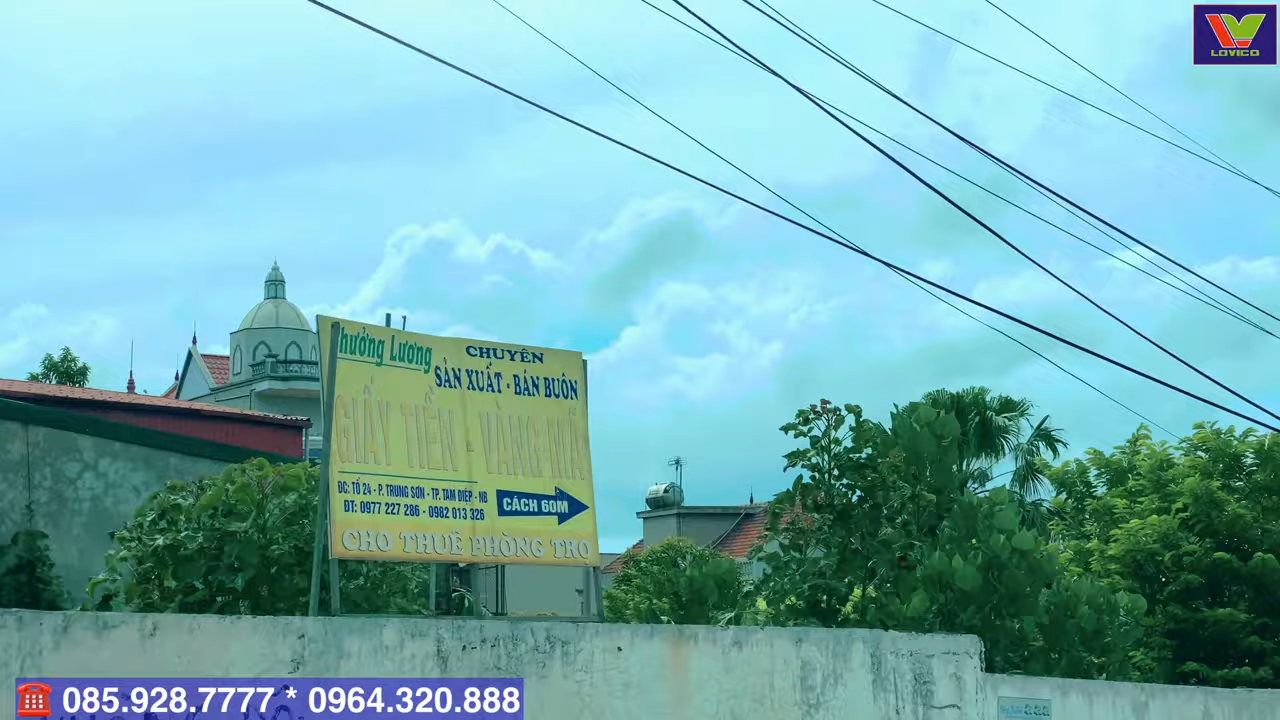 LOVICO
hưởng Lương
CHUYÊN
SẢN XUẤT - BÁN BUÔN
GIẤY TIỀN - VÀNG MÃ
ĐC: TỔ 24 - P. TRUNG SƠN - TP. TAM ĐIỆP - NB
ĐT: 0977 227 286 - 0982 013 326
CÁCH 60M
CHO THUÊ PHÒNG TRỌ
085.928.7777 * 0964.320.888